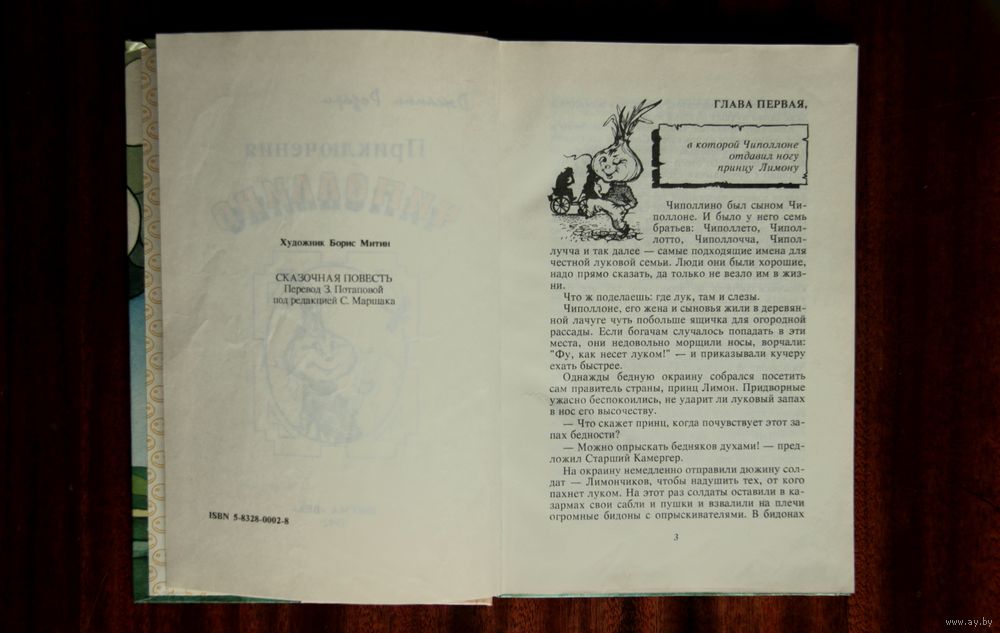 Художник Борис Митин
СКАЗОЧНАЯ ПОВЕСТЬ
Перевод З. Потаповой
под редакцией С. Маршака
ISBN 5-8328-0002-8
ГЛАВА ПЕРВАЯ,
в которой Чиполлоне
отдавил ногу
принцу Лимону
Чиполлино был сыном Чи-
поллоне. И было у него семь
братьев: Чиполлето, Чипол-
лотто, Чиполлочча, Чипол-
лучча и так далее — самые подходящие имена для
честной луковой семьи. Люди они были хорошие,
надо прямо сказать, да только не везло им в жиз-
ни.
Что ж поделаешь: где лук, там и слезы.
Чиполлоне, его жена и сыновья жили в деревян-
ной лачуге чуть побольше ящичка для огородной
рассады. Если богачам случалось попадать в эти
места, они недовольно морщили носы, ворчали:
"Фу, как несет луком!" — и приказывали кучеру
ехать быстрее.
Однажды бедную окраину собрался посетить
сам правитель страны, принц Лимон. Придворные
ужасно беспокоились, не ударит ли луковый запах
в нос его высочеству.
— Что скажет принц, когда почувствует этот за-
пах бедности?
— Можно опрыскать бедняков духами! — пред-
ложил Старший Камергер.
На окраину немедленно отправили дюжину сол-
дат — Лимончиков, чтобы надушить тех, от кого
пахнет луком. На этот раз солдаты оставили в ка-
зармах свои сабли и пушки и взвалили на плечи
огромные бидоны с опрыскивателями. В бидонах
3
www.ay.by